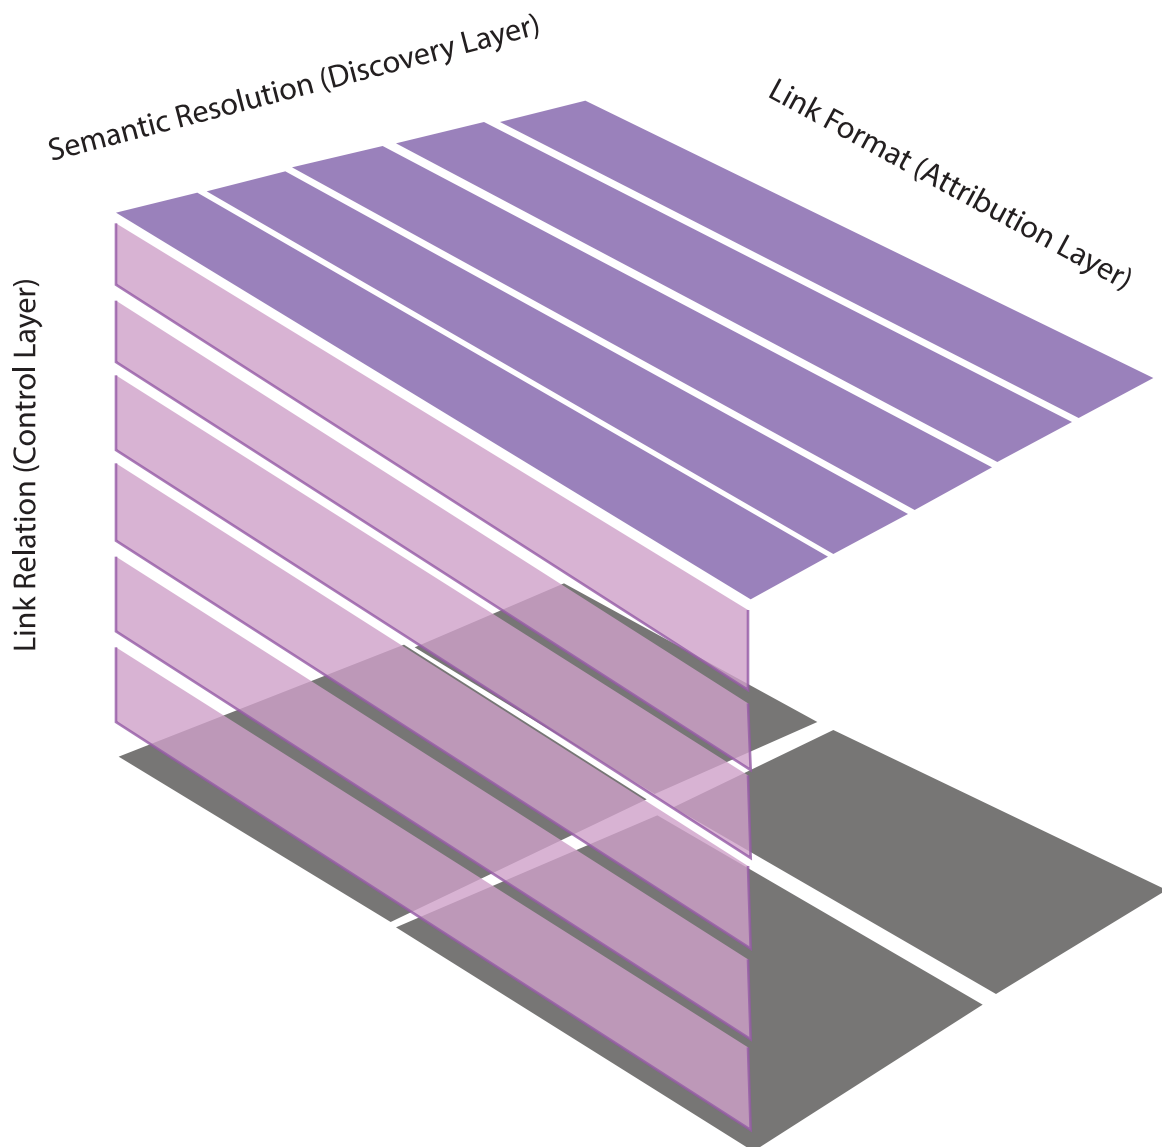 Semantic Resolution (Discovery Layer)
Link Format (Attribution Layer)
Link Relation (Control Layer)